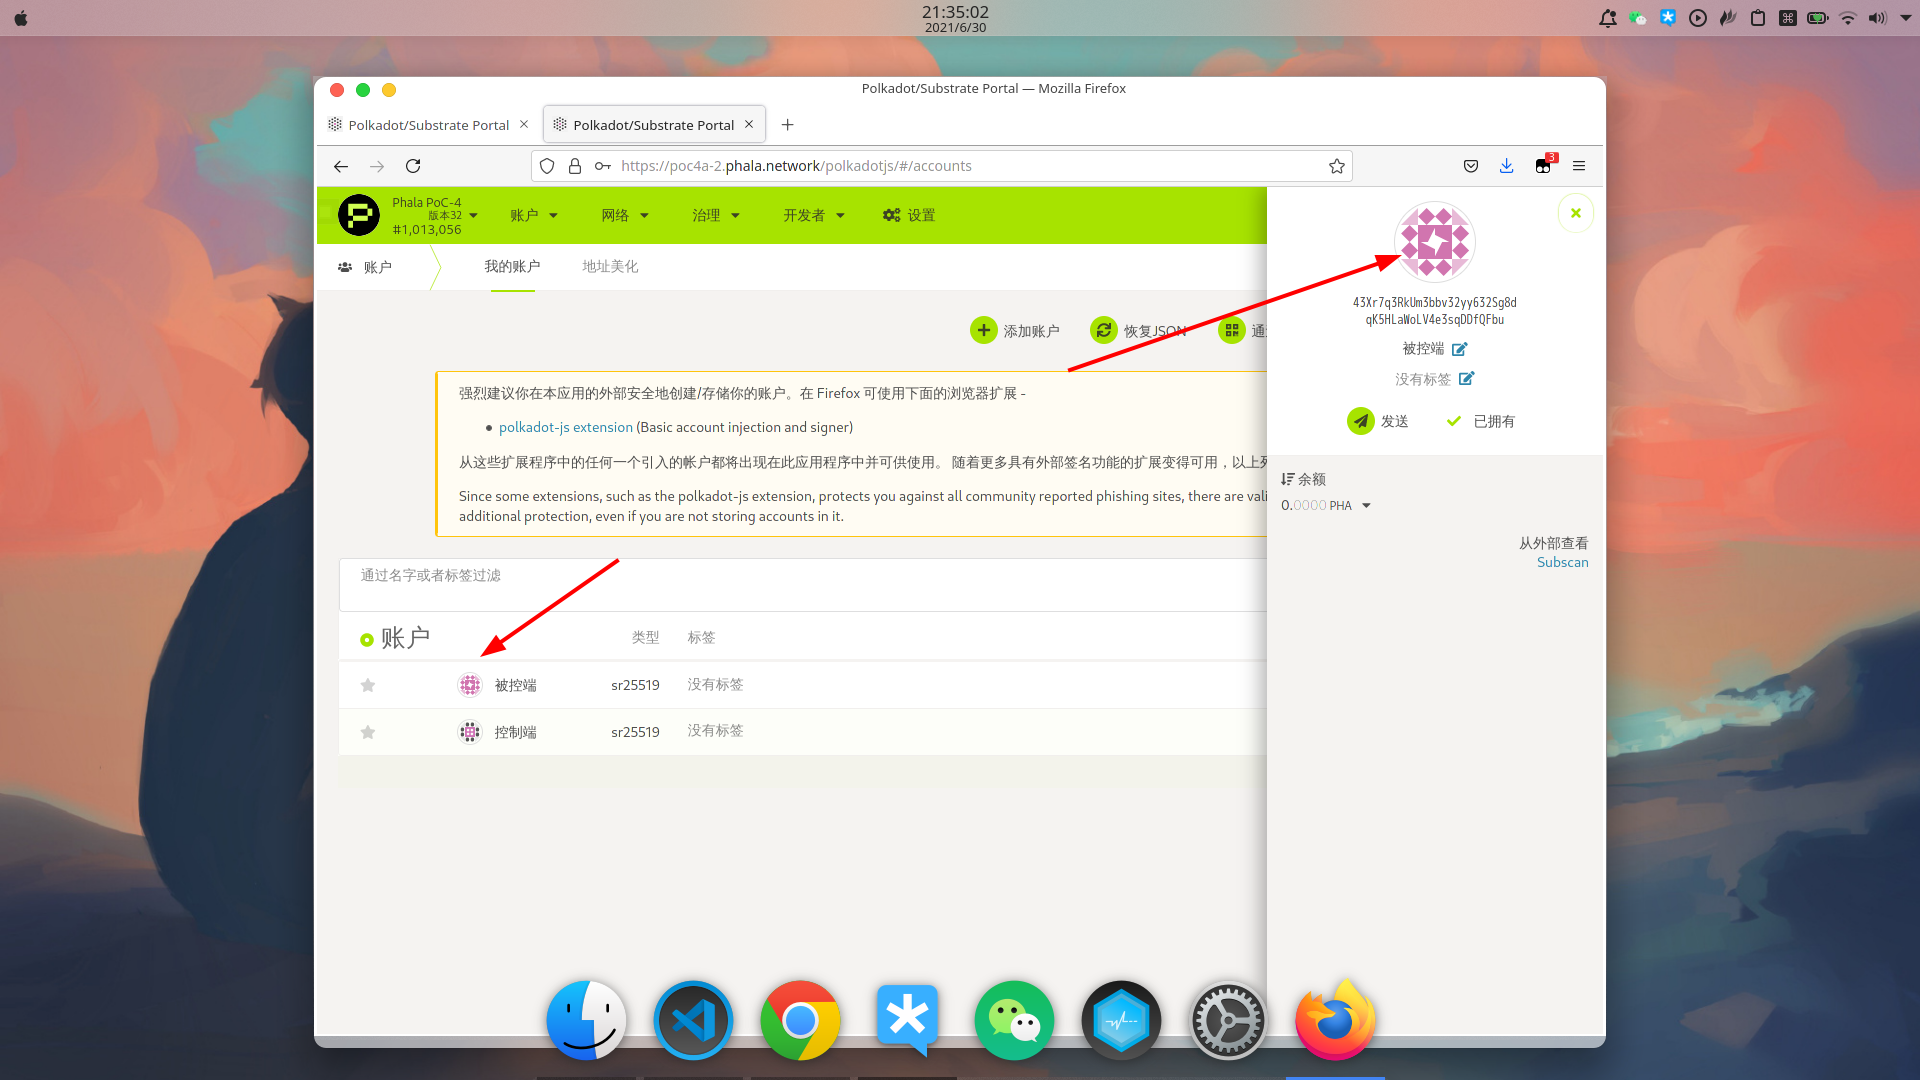 21:35:02
2021/6/30
Polkadot/Substrate Portal — Mozilla Firefox
Polkadot/Substrate Portal
Polkadot/Substrate Portal
https://poc4a-2.phala.network/polkadotjs/#/accounts
3
Phala PoC-4
版本32
#1,013,056
账户
网络
治理
开发者
设置
账户
我的账户
地址美化
添加账户
恢复JSON
通
强烈建议你在本应用的外部安全地创建/存储你的账户。在 Firefox 可使用下面的浏览器扩展 -
polkadot-js extension (Basic account injection and signer)
从这些扩展程序中的任何一个引入的帐户都将出现在此应用程序中并可供使用。 随着更多具有外部签名功能的扩展变得可用，以上列
Since some extensions, such as the polkadot-js extension, protects you against all community reported phishing sites, there are vali
additional protection, even if you are not storing accounts in it.
通过名字或者标签过滤
账户
类型
标签
被控端
sr25519
没有标签
控制端
sr25519
没有标签
43Xr7q3RkUm3bbv32yy632Sg8d
qK5HLaWoLV4e3sqDDfQFbu
被控端
没有标签
发送
已拥有
余额
0.0000 PHA
从外部查看
Subscan